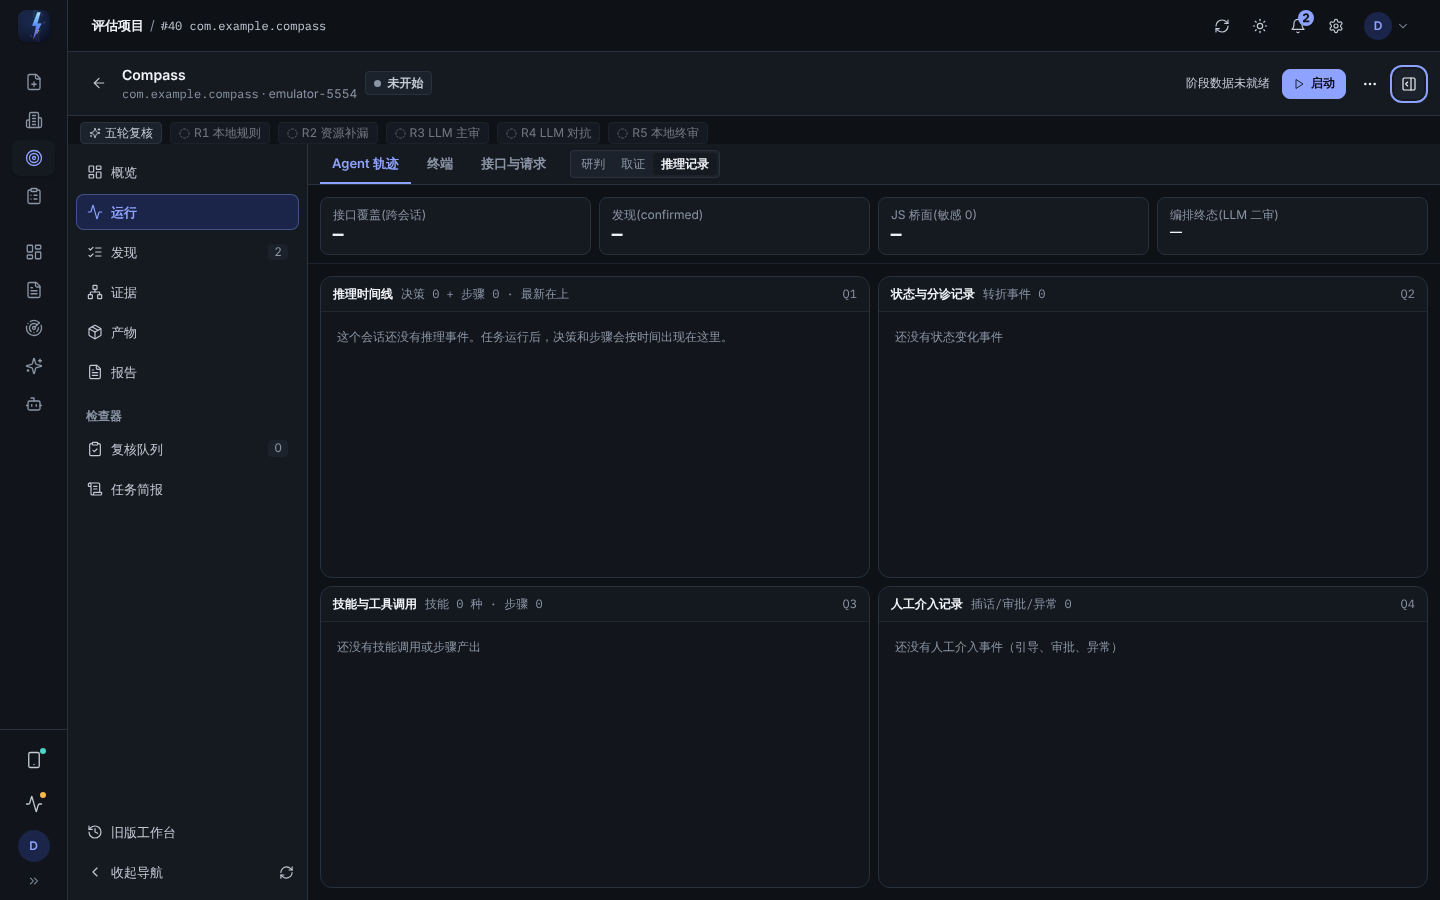 评估项目 / #40 com.example.compass
2
D
Compass
com.example.compass · emulator-5554
未开始
阶段数据未就绪
启动
五轮复核
R1 本地规则
R2 资源补漏
R3 LLM 主审
R4 LLM 对抗
R5 本地终审
概览
运行
发现 2
证据
产物
报告
检查器
复核队列 0
任务简报
旧版工作台
收起导航
D
Agent 轨迹
终端
接口与请求
研判
取证
推理记录
接口覆盖(跨会话)
—
发现(confirmed)
—
JS 桥面(敏感 0)
—
编排终态(LLM 二审)
—
推理时间线 决策 0 + 步骤 0 · 最新在上 Q1
这个会话还没有推理事件。任务运行后，决策和步骤会按时间出现在这里。
状态与分诊记录 转折事件 0 Q2
还没有状态变化事件
技能与工具调用 技能 0 种 · 步骤 0 Q3
还没有技能调用或步骤产出
人工介入记录 插话/审批/异常 0 Q4
还没有人工介入事件（引导、审批、异常）